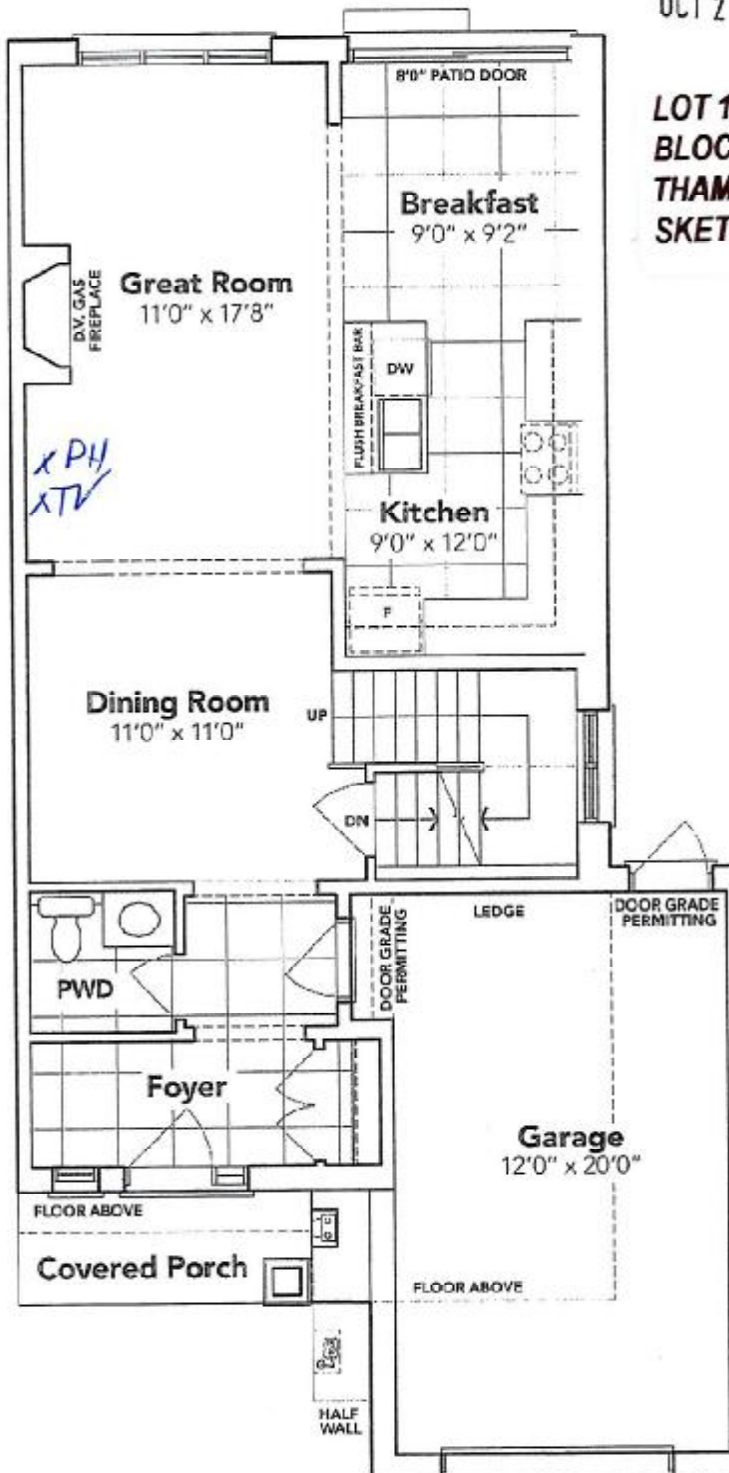 OCT 2
LOT 1
BLOC
THAM
SKET
8'0" PATIO DOOR
Breakfast
9'0" x 9'2"
Great Room
11'0" x 17'8"
D.V. GAS
FIREPLACE
FLUSH BREAKFAST BAR
DW
x PH
x TV
Kitchen
9'0" x 12'0"
F
Dining Room
11'0" x 11'0"
UP
DN
LEDGE
DOOR GRADE
PERMITTING
DOOR GRADE
PERMITTING
PWD
Foyer
Garage
12'0" x 20'0"
FLOOR ABOVE
Covered Porch
FLOOR ABOVE
HALF
WALL